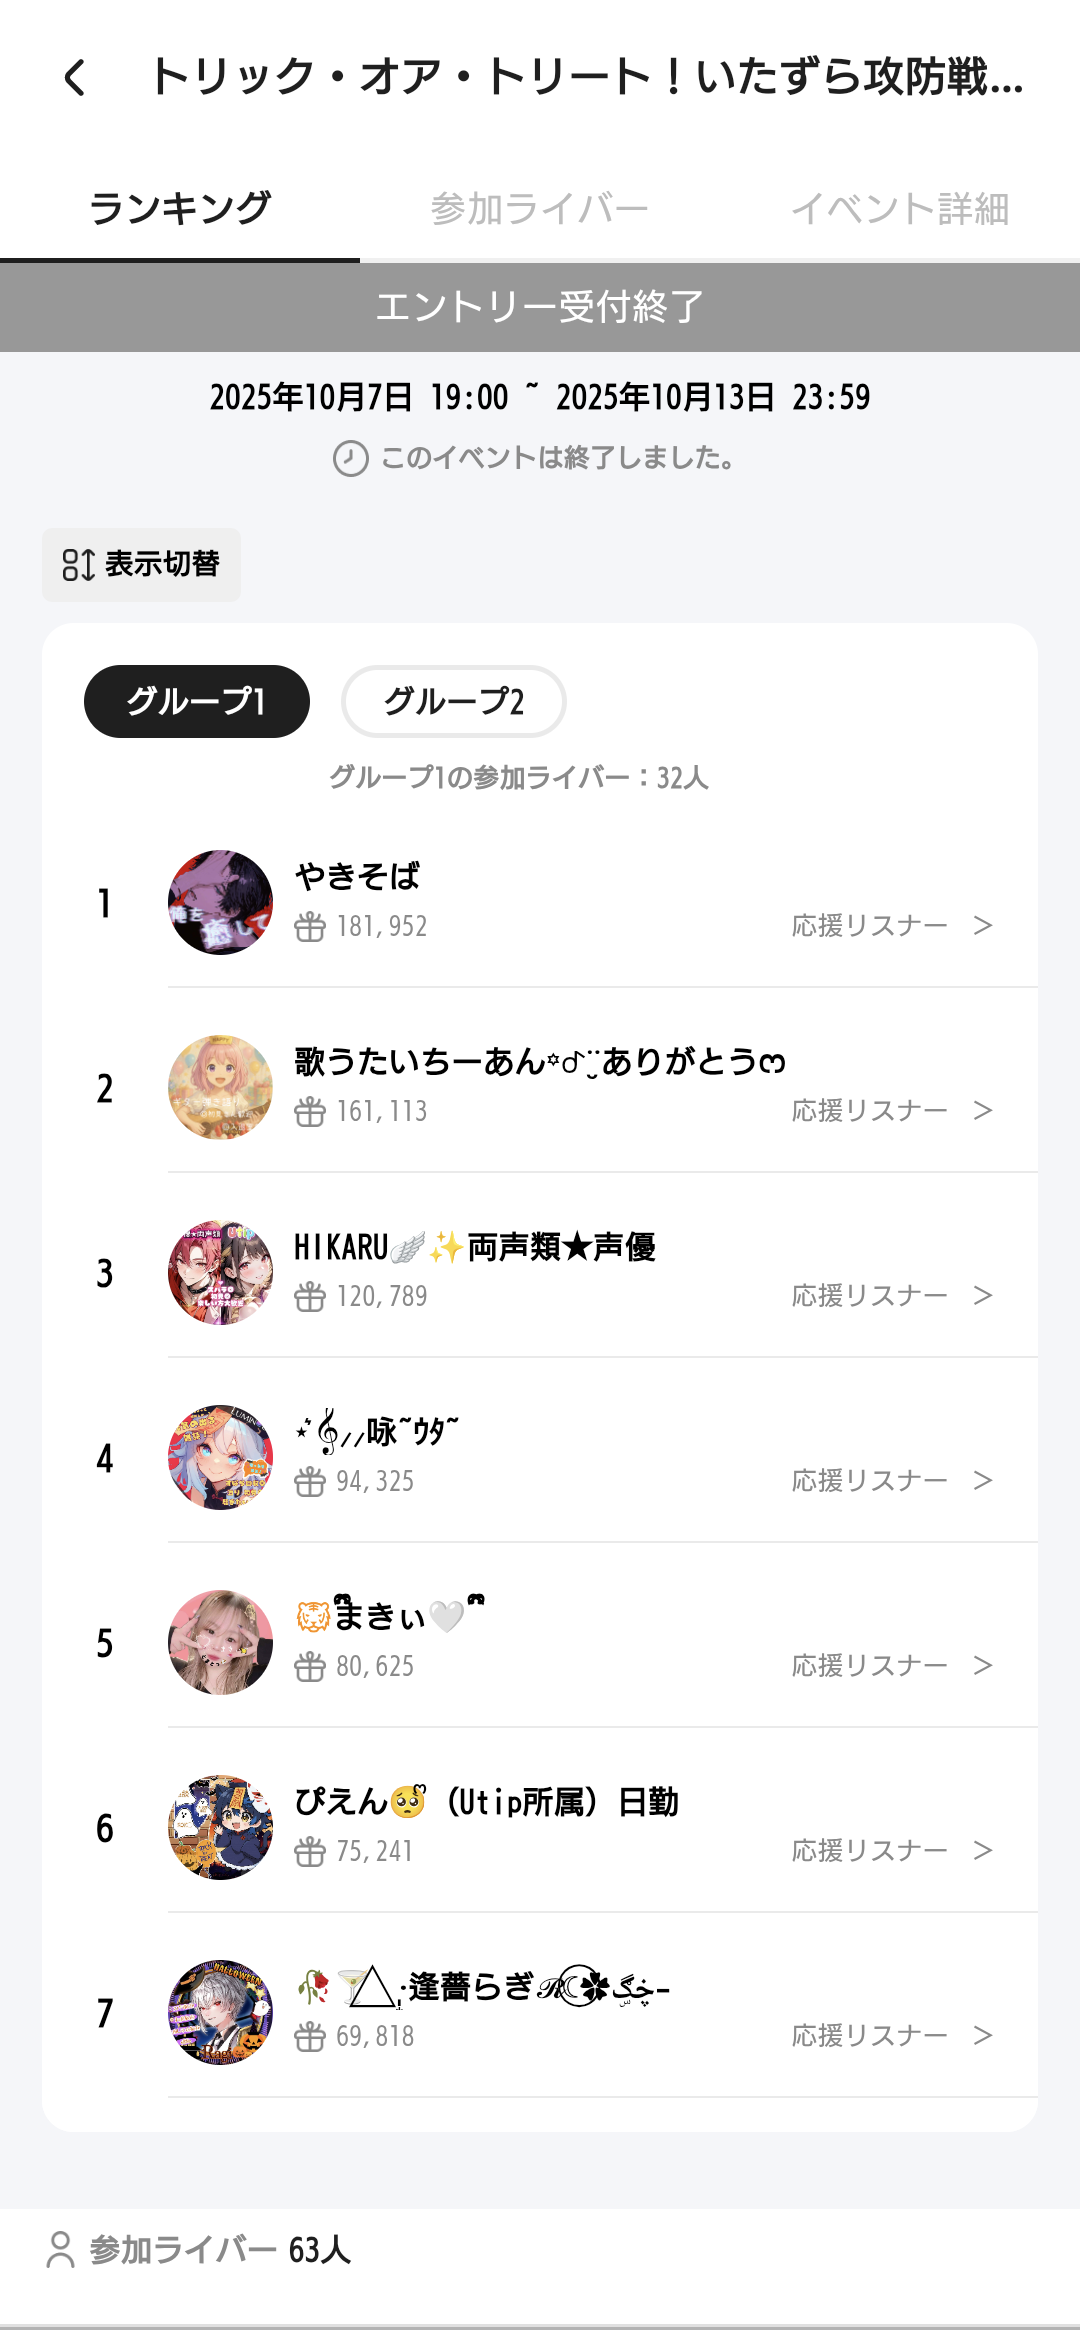 トリック・オア・トリート！いたずら攻防戦...
ランキング 参加ライバー イベント詳細
エントリー受付終了
2025年10月7日 19:00 ~ 2025年10月13日 23:59
このイベントは終了しました。
表示切替
グループ1 グループ2
グループ1の参加ライバー：32人
1
やきそば
181,952 応援リスナー >
2
歌うたいちーあん✡♂¨̮ありがとうෆ
161,113 応援リスナー >
3
HIKARU🪽✨両声類★声優
120,789 応援リスナー >
4
⋆𝄞⸝⸝咏~ｳﾀ~
94,325 応援リスナー >
5
🐯まきぃ🤍
80,625 応援リスナー >
6
ぴえん🥺（Utip所属）日勤
75,241 応援リスナー >
7
🥀🍸逢薔らぎℛ☾✿
69,818 応援リスナー >
参加ライバー 63人